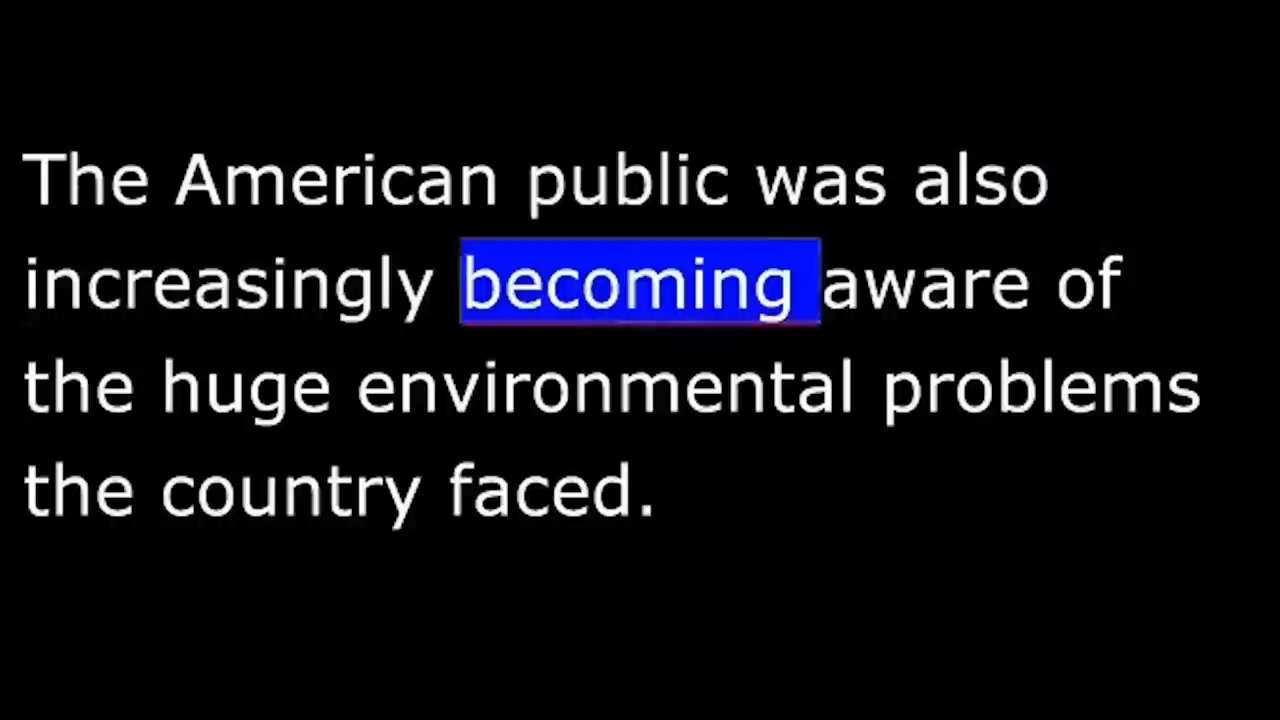 The American public was also
increasingly becoming aware of
the huge environmental problems
the country faced.